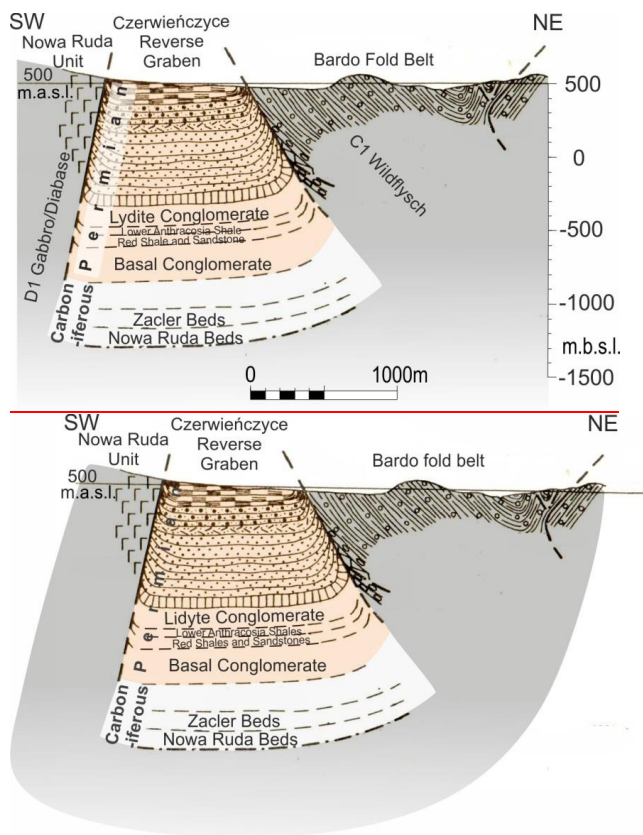 SW
Czerwieńczyce
Reverse
Graben
NE
Nowa Ruda
Unit
Bardo Fold Belt
500
m.a.s.l.
500
0
-500
-1000
m.b.s.l.
-1500
D1 Gabbro/Diabase
Permian
C1 Wildflysch
Lydite Conglomerate
Lower Anthracosia Shale
Red Shale and Sandstone
Basal Conglomerate
Carbon
-iferous
Zacler Beds
Nowa Ruda Beds
0
1000m
SW
Czerwieńczyce
Reverse
Graben
NE
Nowa Ruda
Unit
Bardo fold belt
500
m.a.s.l.
Permian
Lidyte Conglomerate
Lower Anthracosia Shales
Red Shales and Sandstones
Basal Conglomerate
Carbon
-iferous
Zacler Beds
Nowa Ruda Beds